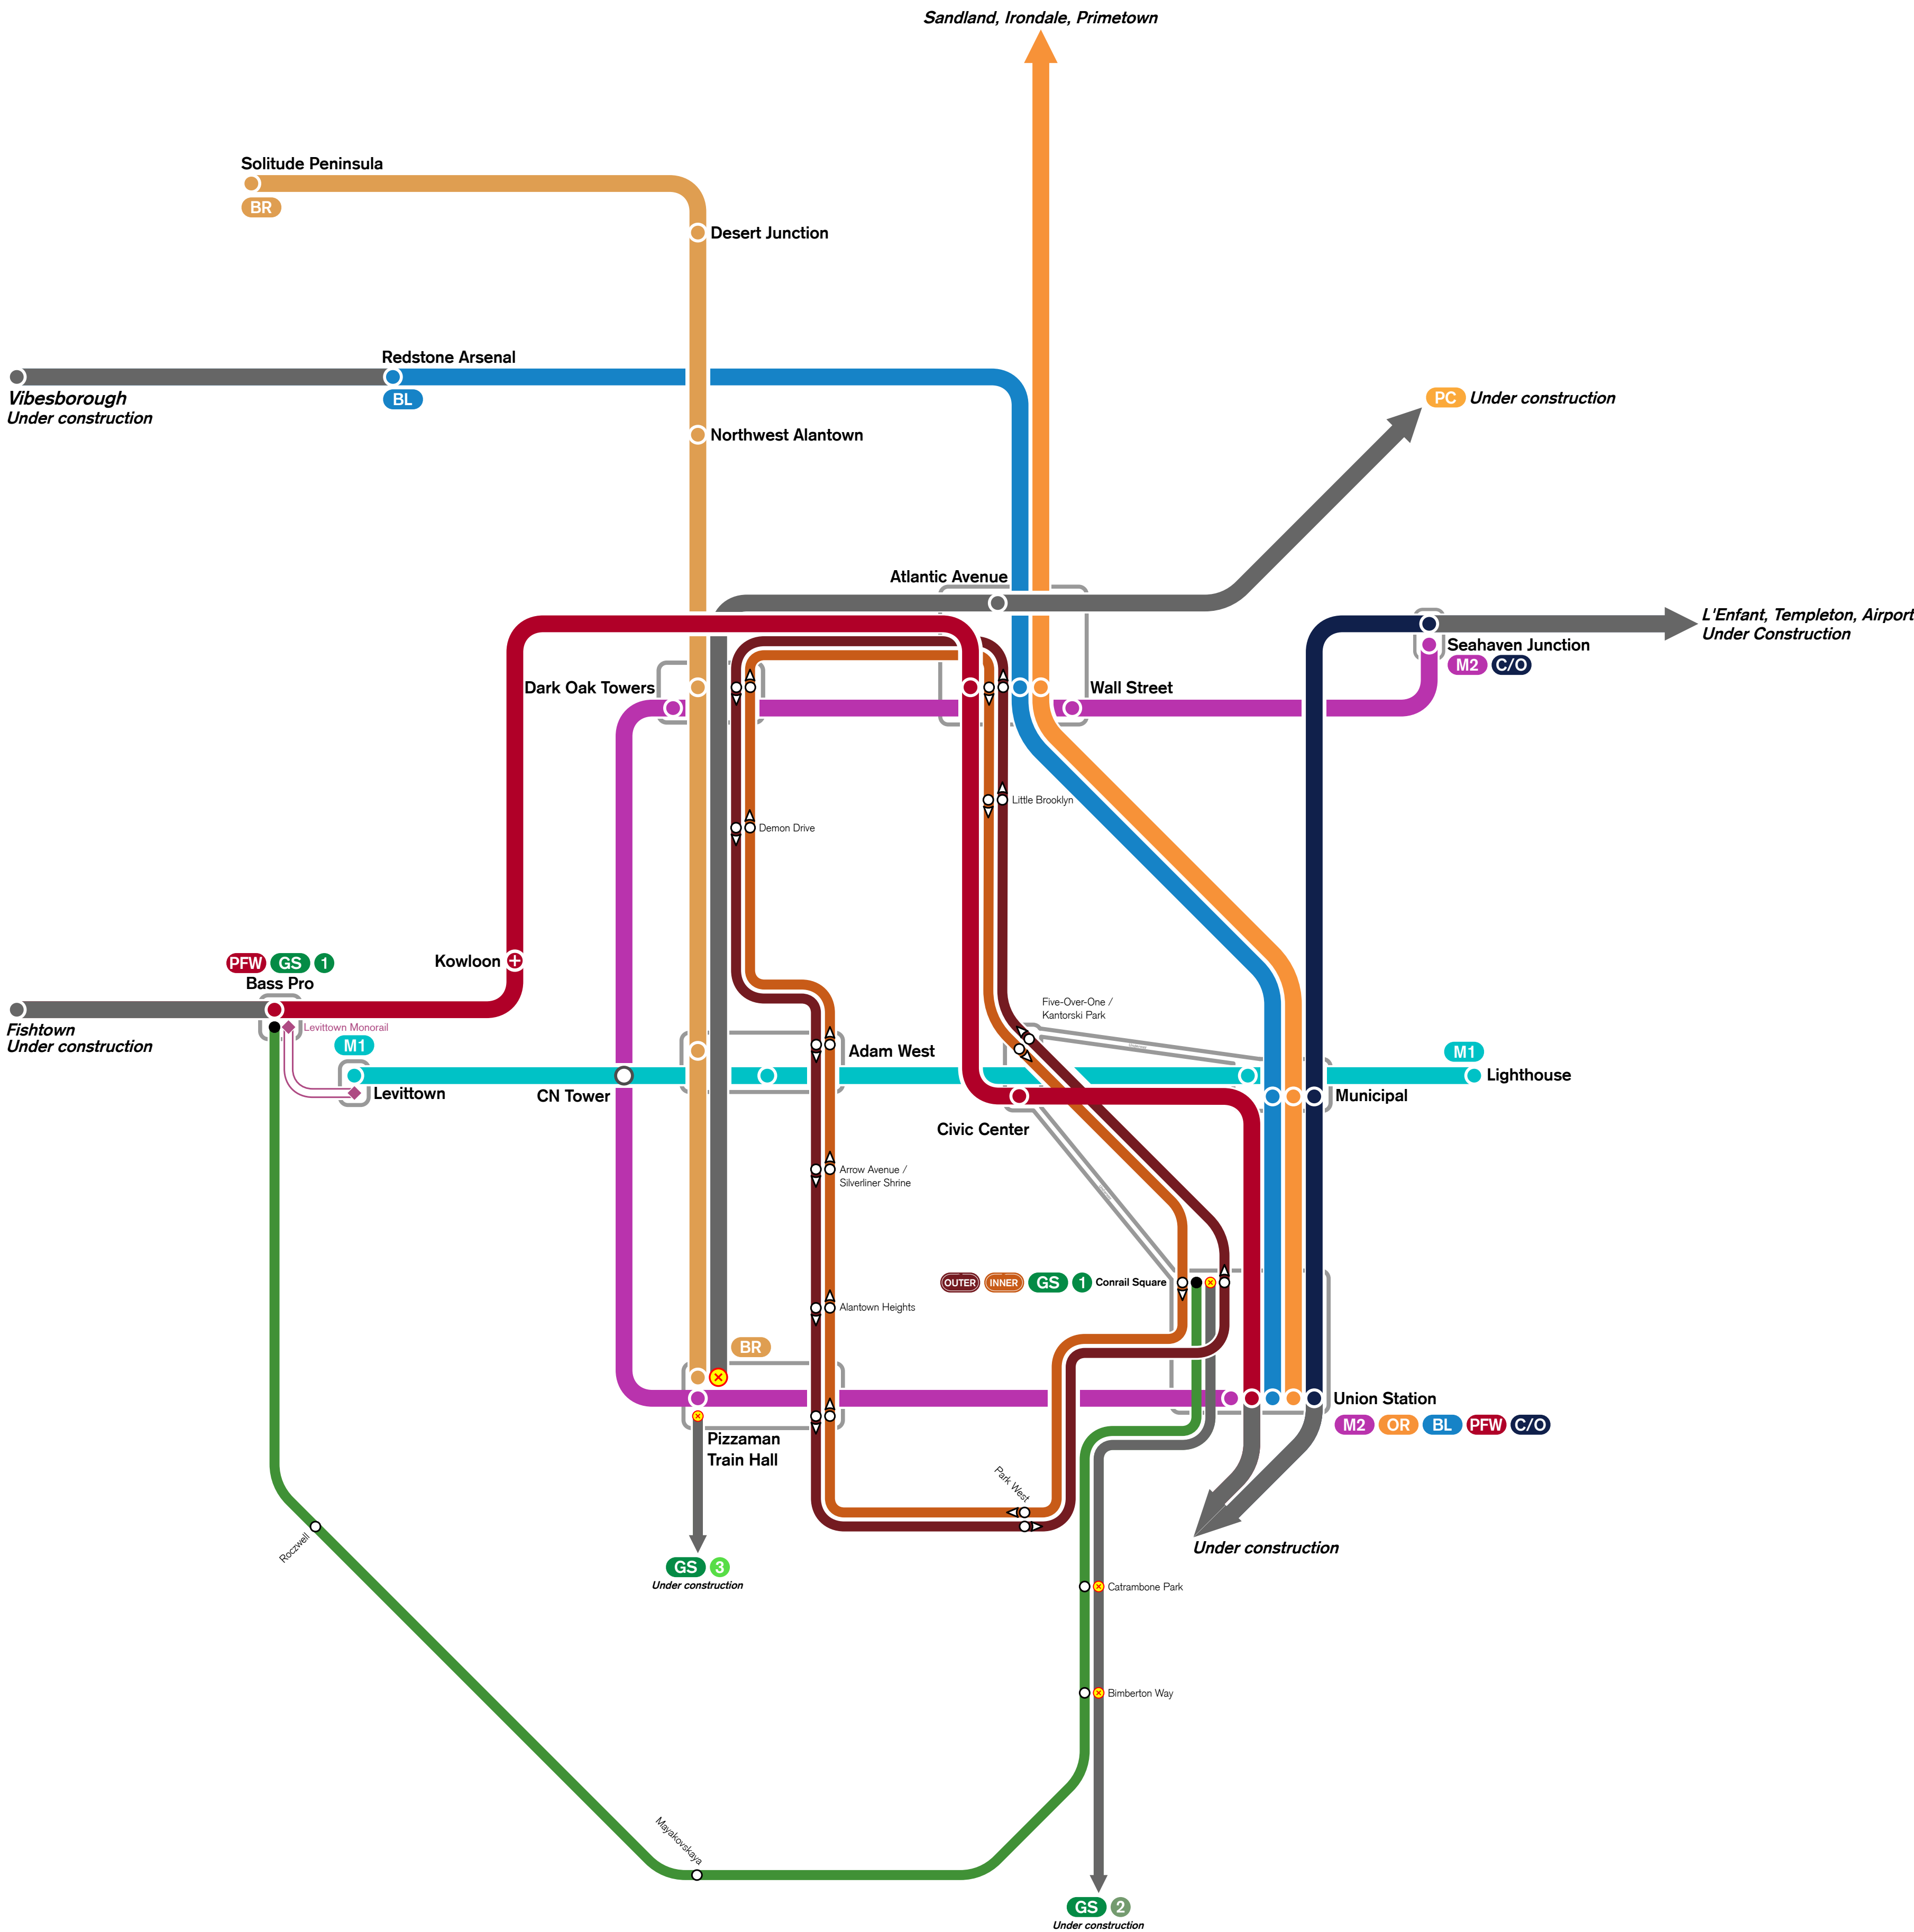 Sandland, Irondale, Primetown
Solitude Peninsula
BR
Desert Junction
Redstone Arsenal
BL
Vibesborough
Under construction
PC Under construction
Northwest Alantown
Atlantic Avenue
L'Enfant, Templeton, Airport
Under Construction
Seahaven Junction
M2 C/O
Dark Oak Towers
Wall Street
Little Brooklyn
Demon Drive
PFW GS 1
Bass Pro
Kowloon
Five-Over-One /
Kantorski Park
Fishtown
Under construction
Levittown Monorail
M1
Levittown
CN Tower
Adam West
M1
Lighthouse
Municipal
Civic Center
Arrow Avenue /
Silverliner Shrine
OUTER INNER GS 1 Conrail Square
Alantown Heights
BR
Union Station
M2 OR BL PFW C/O
Pizzaman
Train Hall
Park West
Roczwell
Under construction
GS 3
Under construction
Catrambone Park
Bimberton Way
Mayakovskaya
GS 2
Under construction